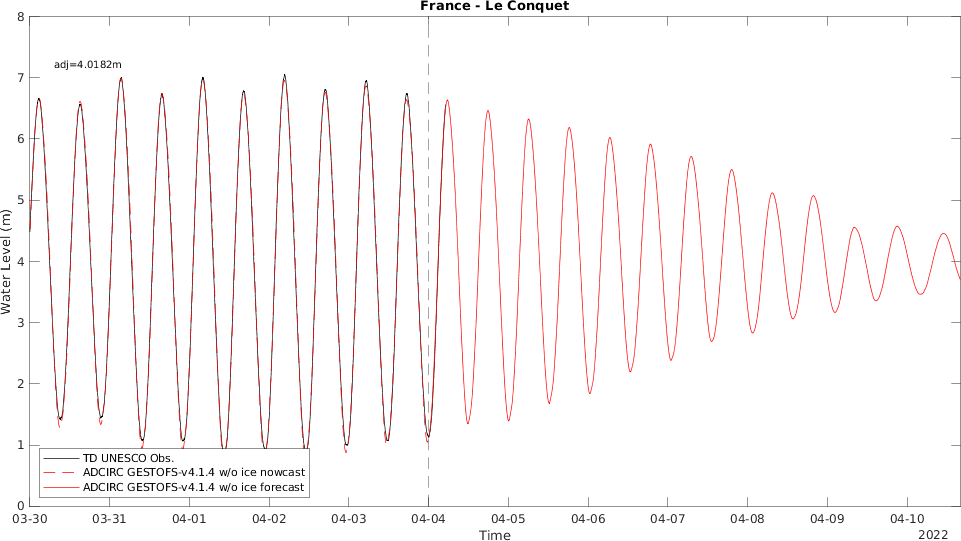 France - Le Conquet
adj=4.0182m
8
7
6
5
4
3
2
1
0
Water Level (m)
TD UNESCO Obs.
ADCIRC GESTOFS-v4.1.4 w/o ice nowcast
ADCIRC GESTOFS-v4.1.4 w/o ice forecast
03-30 03-31 04-01 04-02 04-03 04-04 04-05 04-06 04-07 04-08 04-09 04-10
Time
2022